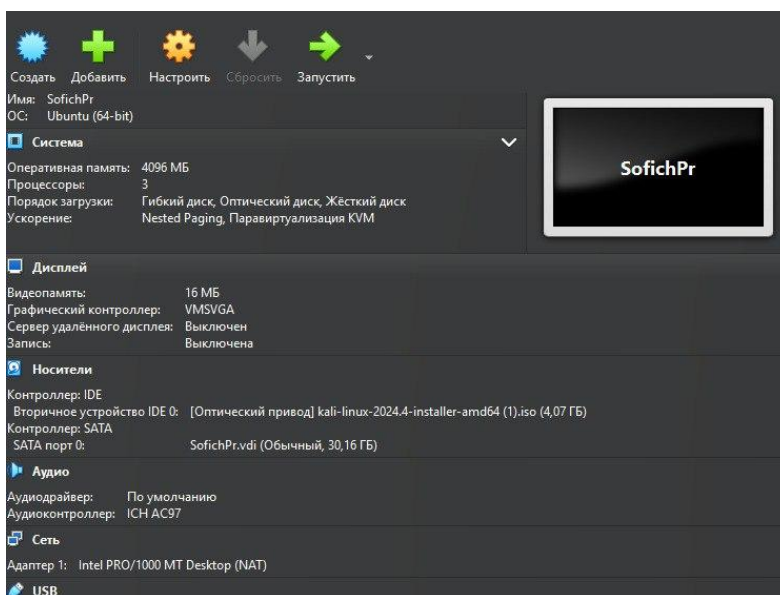 Создать Добавить Настроить Сбросить Запустить
Имя: SofichPr
ОС: Ubuntu (64-bit)
Система
Оперативная память: 4096 МБ
Процессоры: 3
Порядок загрузки: Гибкий диск, Оптический диск, Жёсткий диск
Ускорение: Nested Paging, Паравиртуализация KVM
SofichPr
Дисплей
Видеопамять: 16 МБ
Графический контроллер: VMSVGA
Сервер удалённого дисплея: Выключен
Запись: Выключена
Носители
Контроллер: IDE
Вторичное устройство IDE 0: [Оптический привод] kali-linux-2024.4-installer-amd64 (1).iso (4,07 ГБ)
Контроллер: SATA
SATA порт 0: SofichPr.vdi (Обычный, 30,16 ГБ)
Аудио
Аудиодрайвер: По умолчанию
Аудиоконтроллер: ICH AC97
Сеть
Адаптер 1: Intel PRO/1000 MT Desktop (NAT)
USB